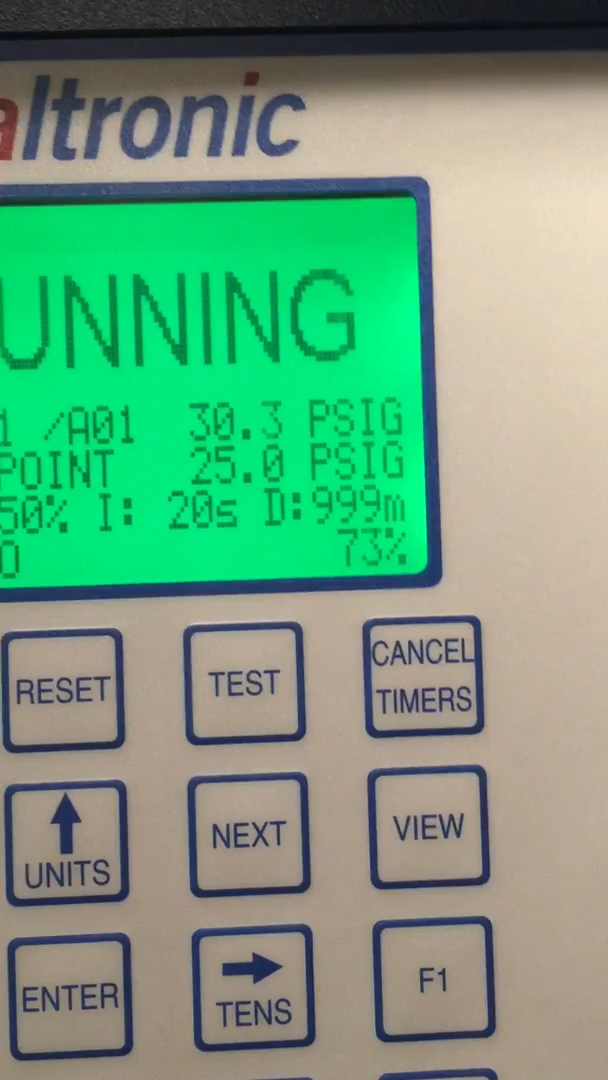 altronic
UNNING
1 /A01 30.3 PSIG
POINT 25.0 PSIG
50% I: 20s D:999m
O 73%
RESET TEST CANCEL TIMERS
UNITS NEXT VIEW
ENTER TENS F1